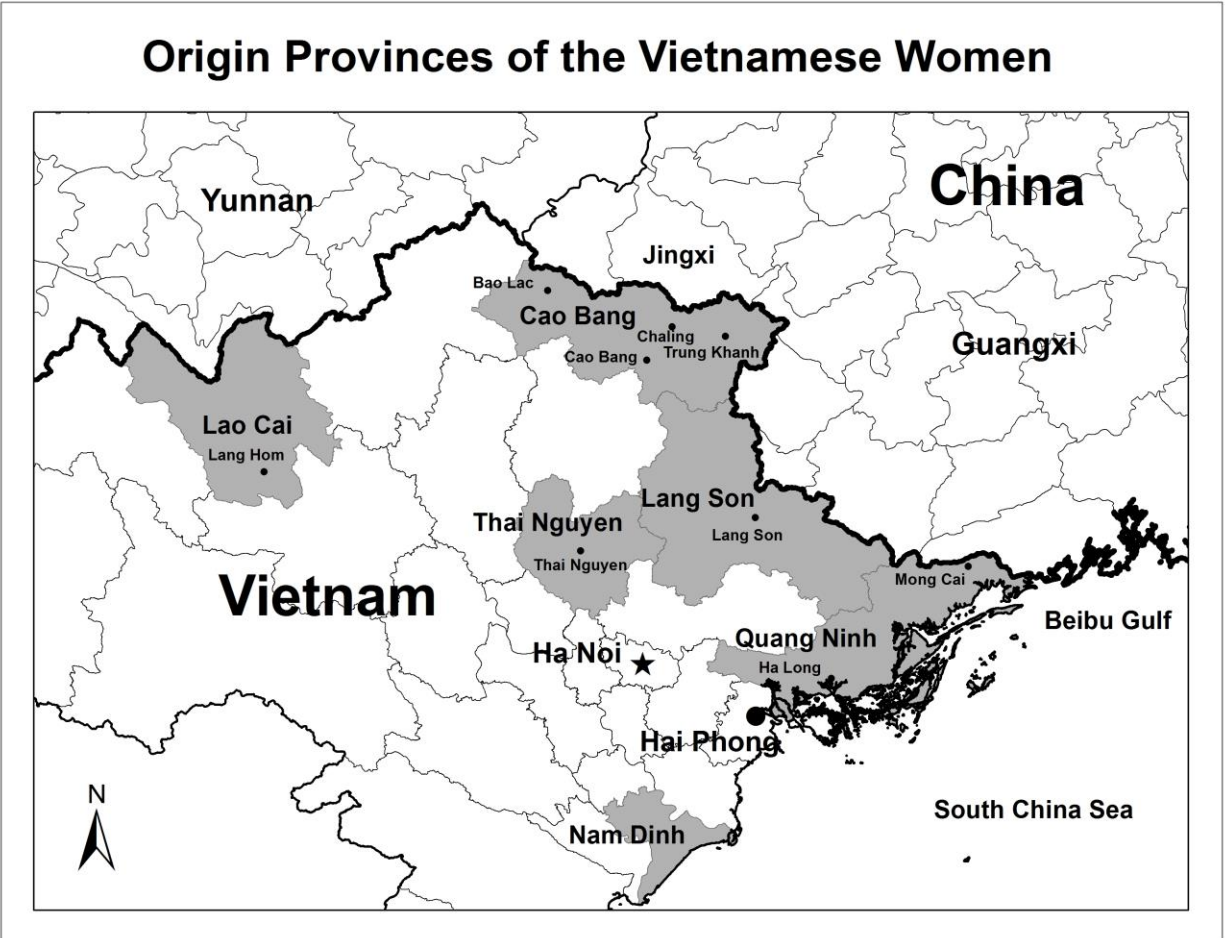 Origin Provinces of the Vietnamese Women
China
Yunnan
Jingxi
Bao Lac
Cao Bang
Chaling
Trung Khanh
Cao Bang
Guangxi
Lao Cai
Lang Hom
Lang Son
Lang Son
Thai Nguyen
Thai Nguyen
Vietnam
Mong Cai
Beibu Gulf
Quang Ninh
Ha Long
Ha Noi
Hai Phong
South China Sea
Nam Dinh
N